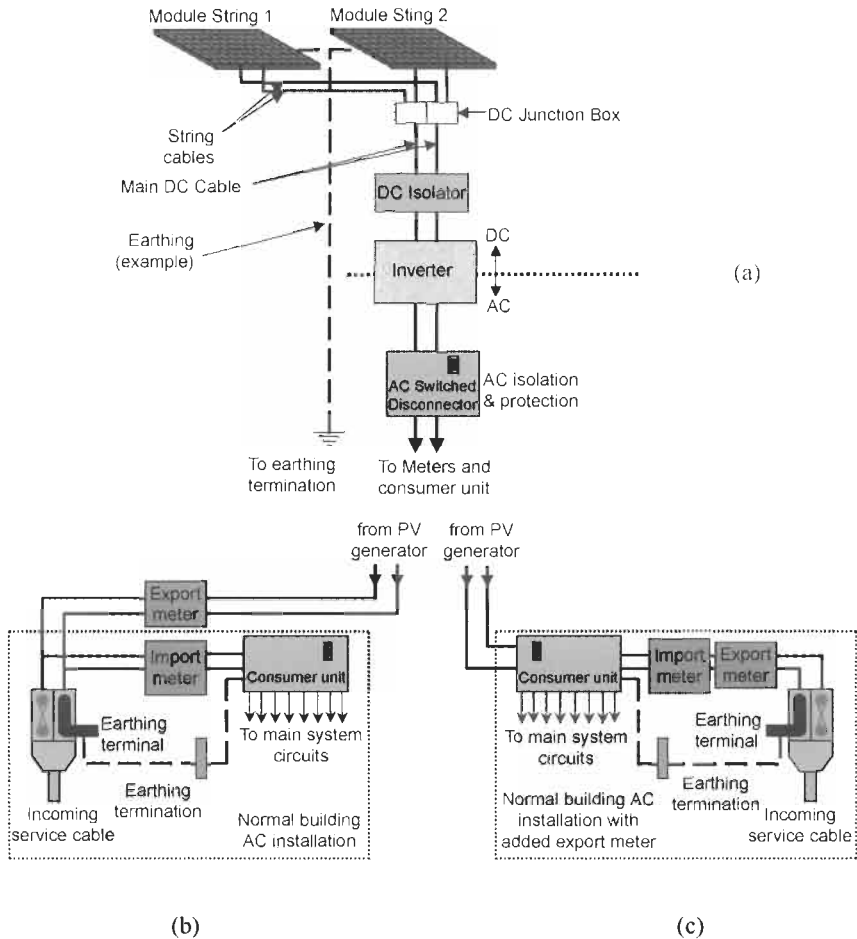 Module String 1
Module Sting 2
DC Junction Box
String
cables
Main DC Cable
DC Isolator
Earthing
(example)
DC
Inverter
AC
(a)
AC Switched
Disconnector
AC isolation
& protection
To earthing
termination
To Meters and
consumer unit
from PV
generator
Export
meter
Import
meter
Consumer unit
Earthing
terminal
To main system
circuits
Earthing
termination
Incoming
service cable
Normal building
AC installation
(b)
from PV
generator
Consumer unit
Import
meter
Export
meter
To main system
circuits
Earthing
terminal
Earthing
termination
Normal building AC
installation with
added export meter
Incoming
service cable
(c)